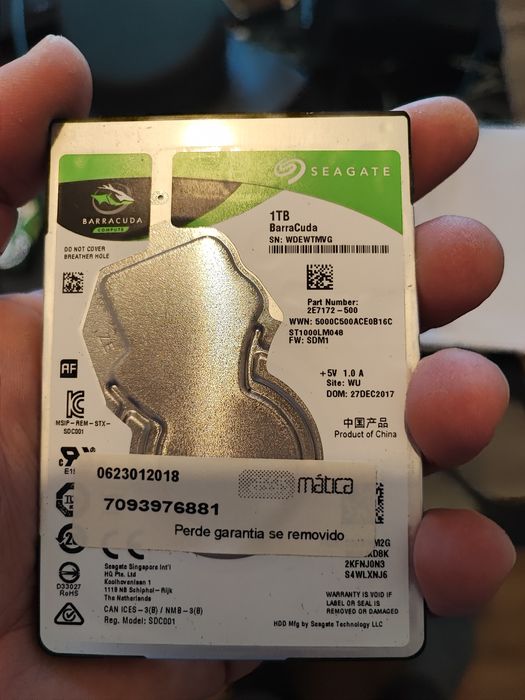 SEAGATE
BARRACUDA
COMPUTE
1TB
BarraCuda
SN: WDEWTMVG
DO NOT COVER
BREATHER HOLE
Part Number:
2E7172-500
WWN: 5000C500ACE0B16C
ST1000LM048
FW: SDM1
+5V 1.0 A
Site: WU
DOM: 27DEC2017
AF
MSIP-REM-STX-
SDC001
中国产品
Product of China
0623012018
mática
7093976881
Perde garantia se removido
2KFNJ0N3
S4WLXNJ6
Seagate Singapore Int'l
HQ Pte. Ltd
Koolhovenlaan 1
1119 NB Schiphol-Rijk
The Netherlands
D33027
RoHS
WARRANTY IS VOID IF
LABEL OR SEAL IS
REMOVED OR DAMAGED
CAN ICES-3(B) / NMB-3(B)
Reg. Model: SDC001
HDD Mfg by Seagate Technology LLC